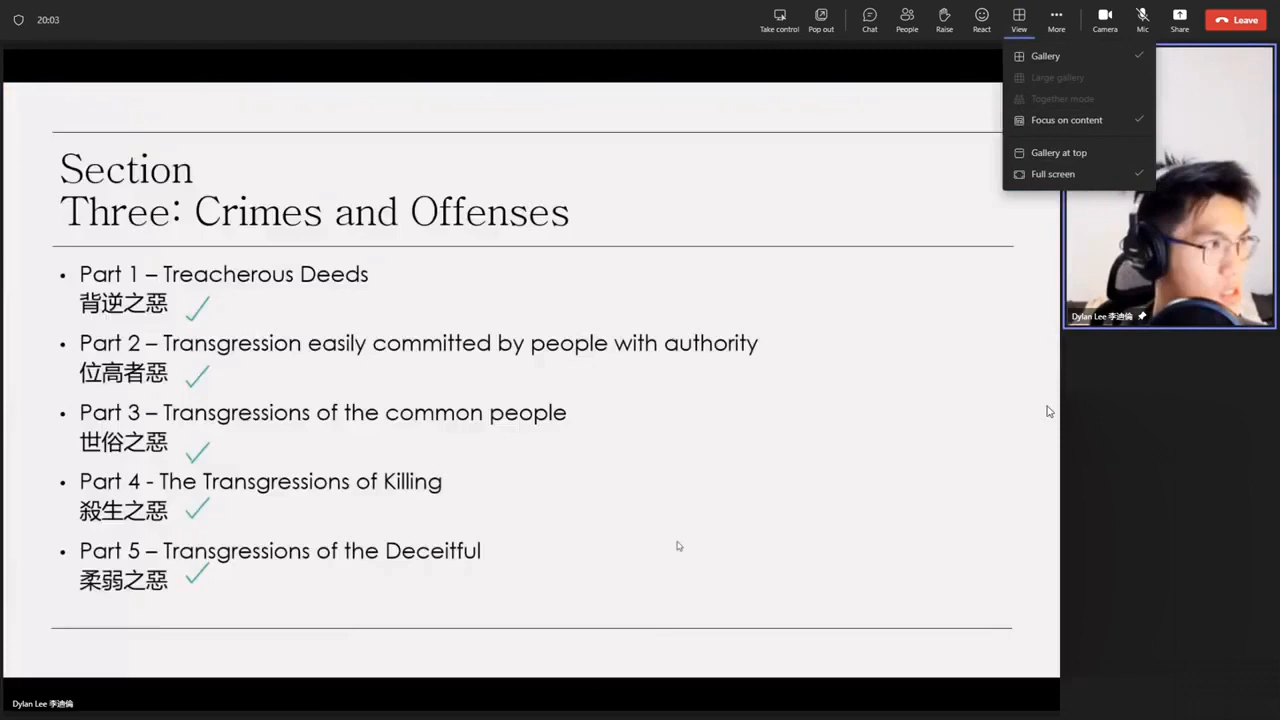 20:03
Take control
Pop out
Chat
People
Raise
React
View
More
Camera
Mic
Share
Leave
Gallery
Large gallery
Together mode
Focus on content
Gallery at top
Full screen
Section
Three: Crimes and Offenses
• Part 1 – Treacherous Deeds
背逆之惡
• Part 2 – Transgression easily committed by people with authority
位高者惡
• Part 3 – Transgressions of the common people
世俗之惡
• Part 4 - The Transgressions of Killing
殺生之惡
• Part 5 – Transgressions of the Deceitful
柔弱之惡
Dylan Lee 李迪倫
Dylan Lee 李迪倫